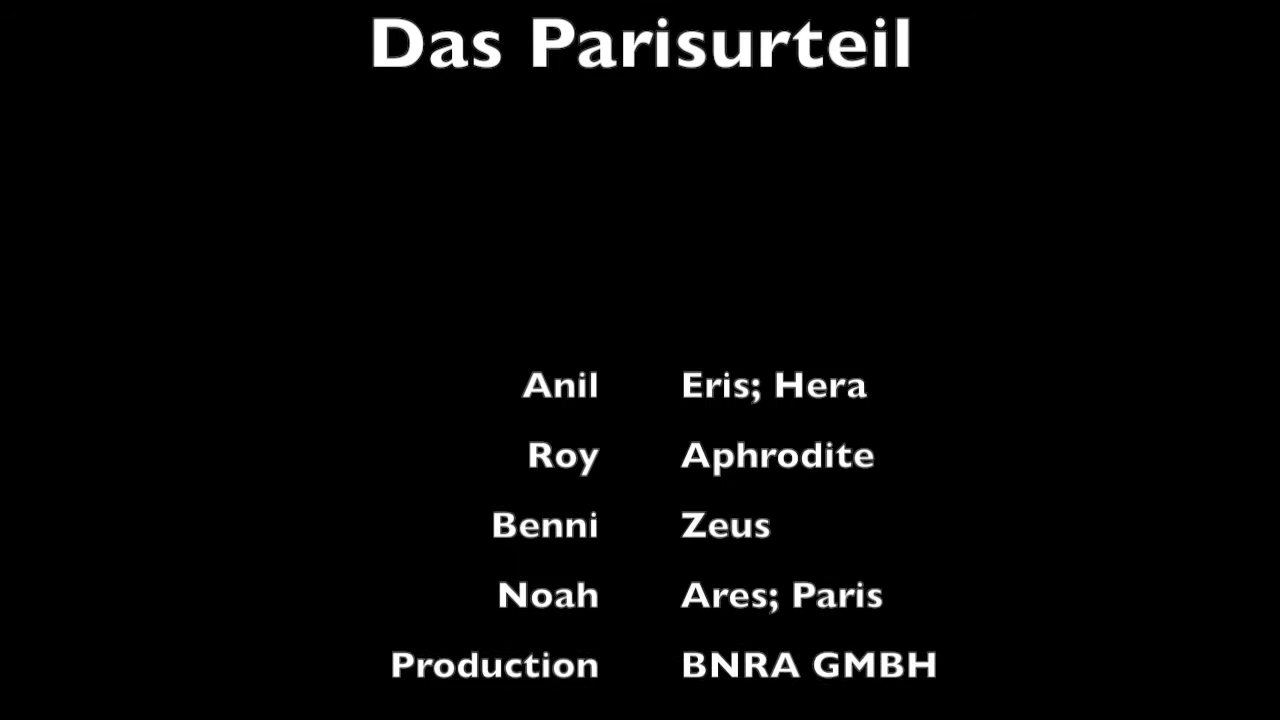 Das Parisurteil
Anil Eris; Hera
Roy Aphrodite
Benni Zeus
Noah Ares; Paris
Production BNRA GMBH